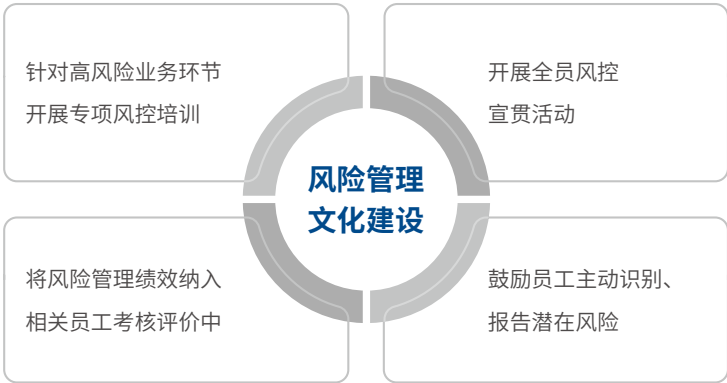 针对高风险业务环节
开展专项风控培训
开展全员风控
宣贯活动
风险管理
文化建设
将风险管理绩效纳入
相关员工考核评价中
鼓励员工主动识别、
报告潜在风险